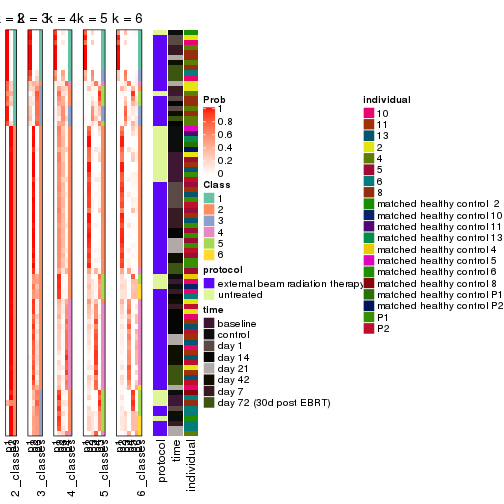 k = 3
k = 4
k = 5
k = 6
Prob
1
0.8
0.6
0.4
0.2
0
Class
1
2
3
4
5
6
protocol
external beam radiation therapy
untreated
time
baseline
control
day 1
day 14
day 21
day 42
day 7
day 72 (30d post EBRT)
individual
10
11
13
2
4
5
6
8
matched healthy control 2
matched healthy control 10
matched healthy control 11
matched healthy control 13
matched healthy control 4
matched healthy control 5
matched healthy control 6
matched healthy control 8
matched healthy control P1
matched healthy control P2
P1
P2
2_classes
3_classes
4_classes
5_classes
6_classes
protocol
time
individual